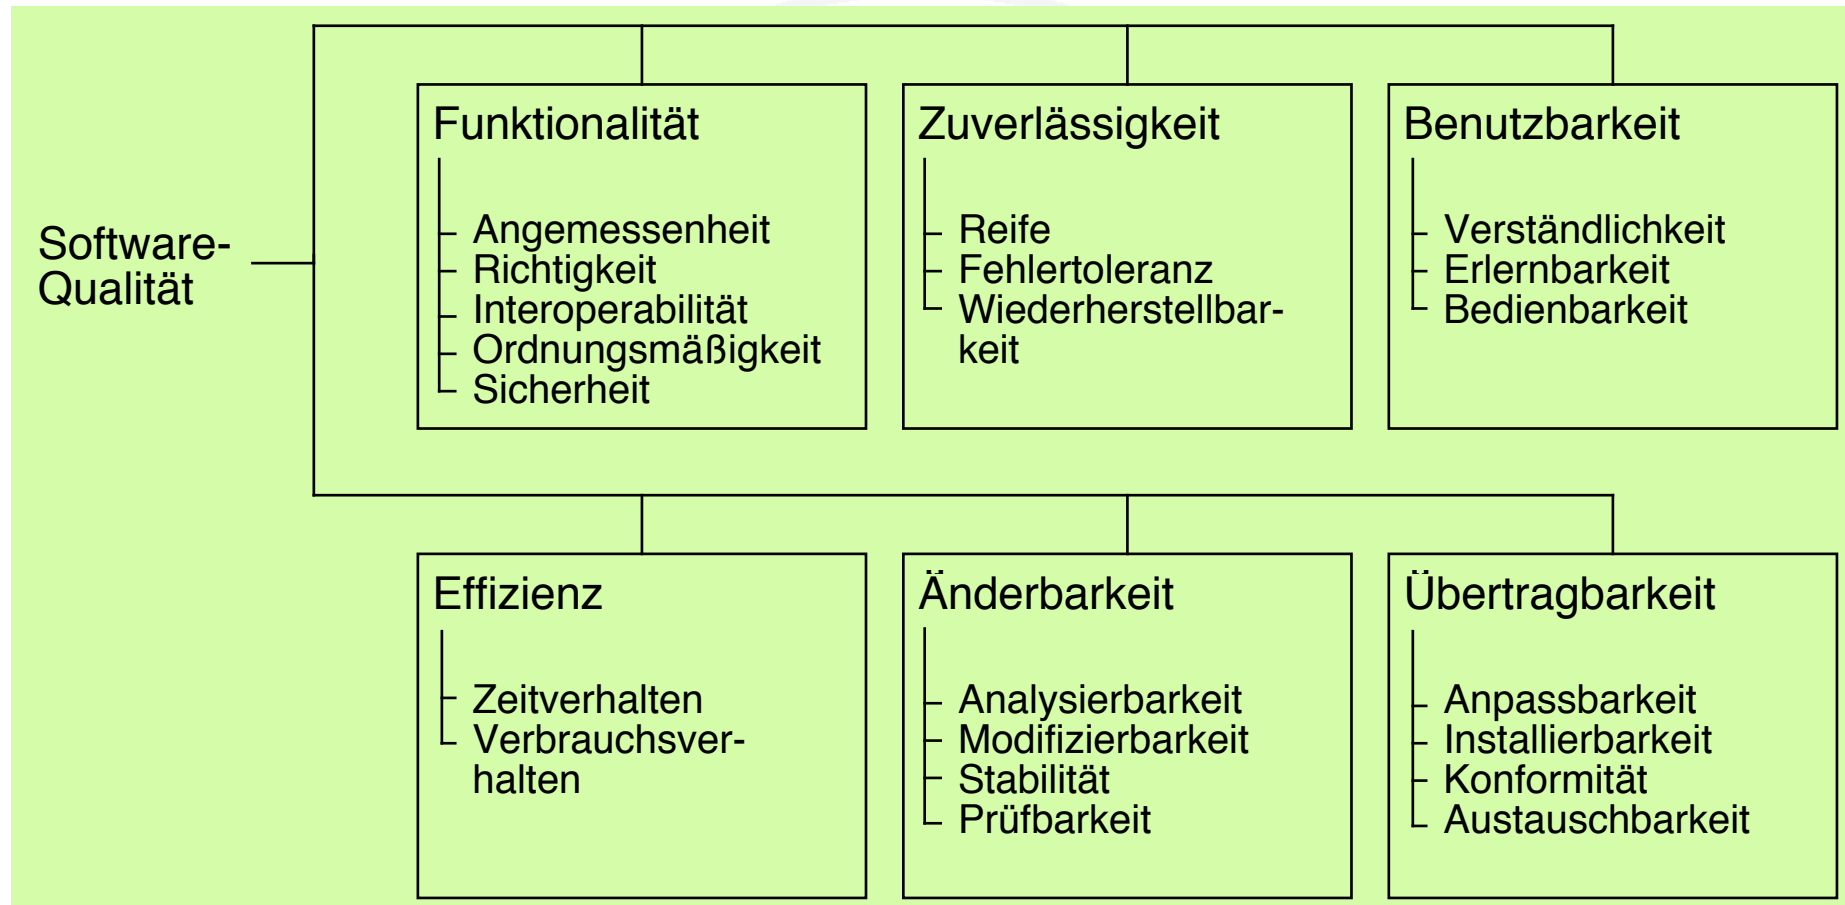 Software-
Qualität
Funktionalität
Angemessenheit
Richtigkeit
Interoperabilität
Ordnungsmäßigkeit
Sicherheit
Zuverlässigkeit
Reife
Fehlertoleranz
Wiederherstellbar-
keit
Benutzbarkeit
Verständlichkeit
Erlernbarkeit
Bedienbarkeit
Effizienz
Zeitverhalten
Verbrauchsver-
halten
Änderbarkeit
Analysierbarkeit
Modifizierbarkeit
Stabilität
Prüfbarkeit
Übertragbarkeit
Anpassbarkeit
Installierbarkeit
Konformität
Austauschbarkeit